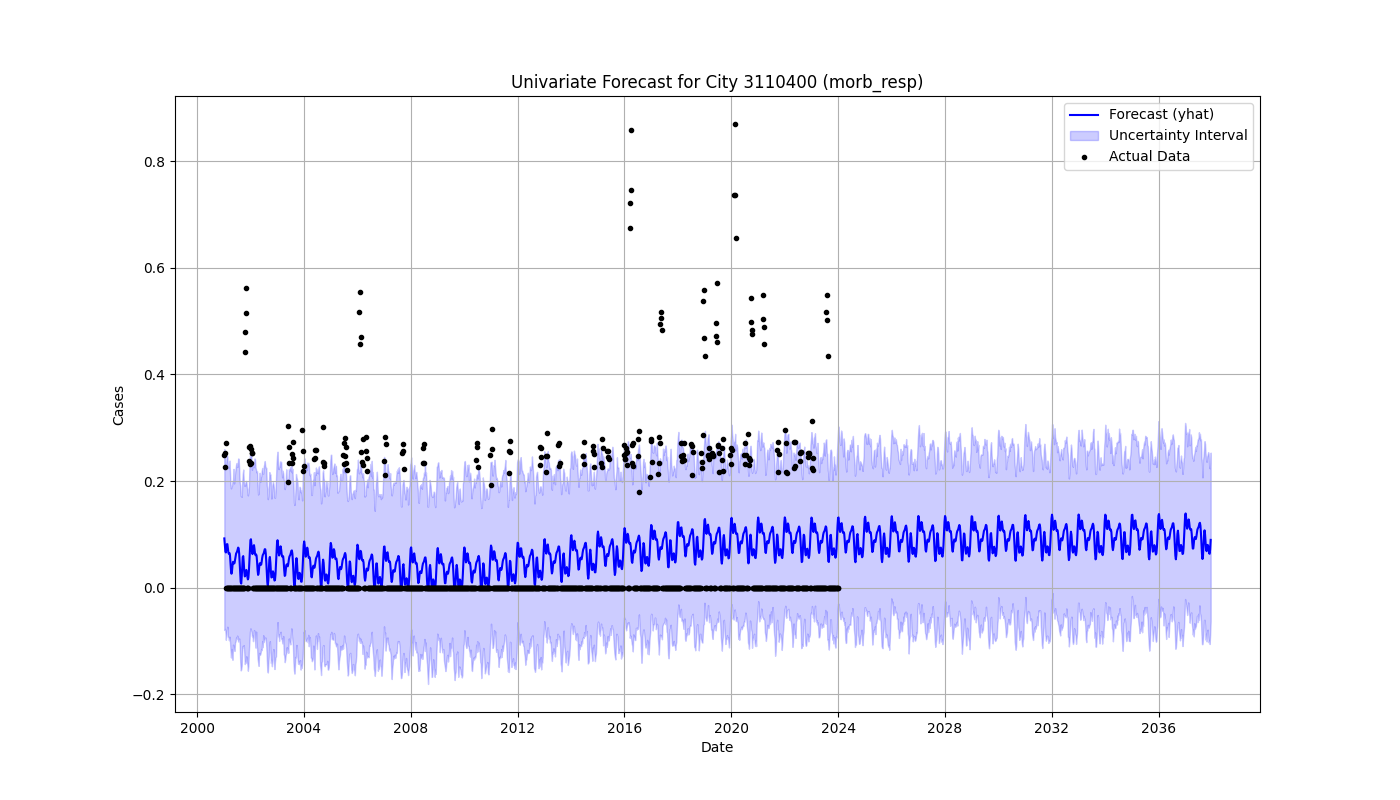 Univariate Forecast for City 3110400 (morb_resp)
Forecast (yhat)
Uncertainty Interval
Actual Data
0.8
0.6
0.4
0.2
0.0
−0.2
Cases
2000 2004 2008 2012 2016 2020 2024 2028 2032 2036
Date